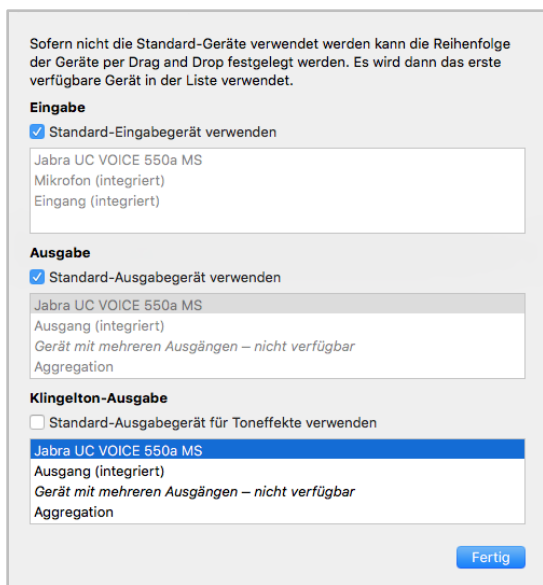 Sofern nicht die Standard-Geräte verwendet werden kann die Reihenfolge
der Geräte per Drag and Drop festgelegt werden. Es wird dann das erste
verfügbare Gerät in der Liste verwendet.
Eingabe
Standard-Eingabegerät verwenden
Jabra UC VOICE 550a MS
Mikrofon (integriert)
Eingang (integriert)
Ausgabe
Standard-Ausgabegerät verwenden
Jabra UC VOICE 550a MS
Ausgang (integriert)
Gerät mit mehreren Ausgängen – nicht verfügbar
Aggregation
Klingelton-Ausgabe
Standard-Ausgabegerät für Toneffekte verwenden
Jabra UC VOICE 550a MS
Ausgang (integriert)
Gerät mit mehreren Ausgängen – nicht verfügbar
Aggregation
Fertig